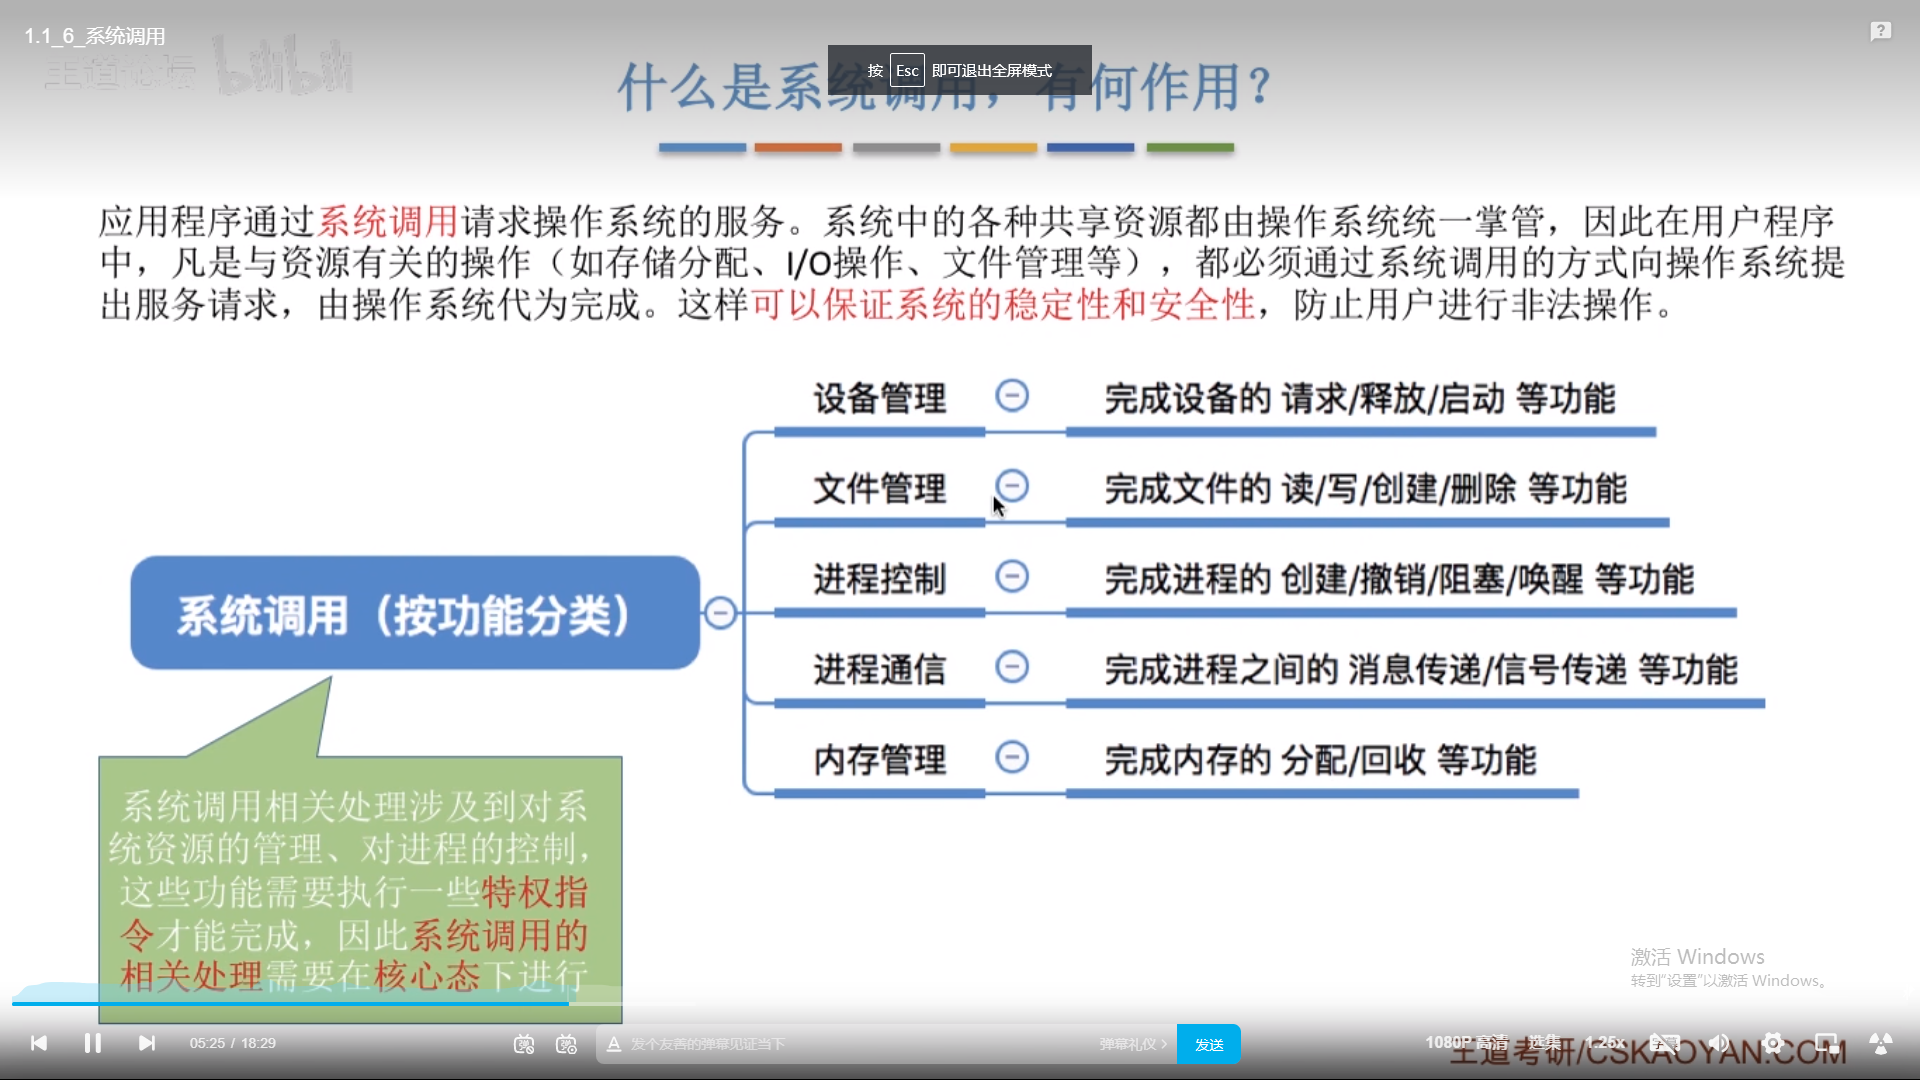 1.1_6_系统调用
王道论坛 bilibili
按 Esc 即可退出全屏模式
什么是系统调用，有何作用？
应用程序通过系统调用请求操作系统的服务。系统中的各种共享资源都由操作系统统一掌管，因此在用户程序
中，凡是与资源有关的操作（如存储分配、I/O操作、文件管理等），都必须通过系统调用的方式向操作系统提
出服务请求，由操作系统代为完成。这样可以保证系统的稳定性和安全性，防止用户进行非法操作。
设备管理 完成设备的 请求/释放/启动 等功能
文件管理 完成文件的 读/写/创建/删除 等功能
进程控制 完成进程的 创建/撤销/阻塞/唤醒 等功能
系统调用（按功能分类）
进程通信 完成进程之间的 消息传递/信号传递 等功能
内存管理 完成内存的 分配/回收 等功能
系统调用相关处理涉及到对系
统资源的管理、对进程的控制，
这些功能需要执行一些特权指
令才能完成，因此系统调用的
相关处理需要在核心态下进行
激活 Windows
转到“设置”以激活 Windows。
05:25 / 18:29
发个友善的弹幕见证当下
弹幕礼仪
发送
1080P 高清 选集 1.25x
王道考研/CSKAOYAN.COM